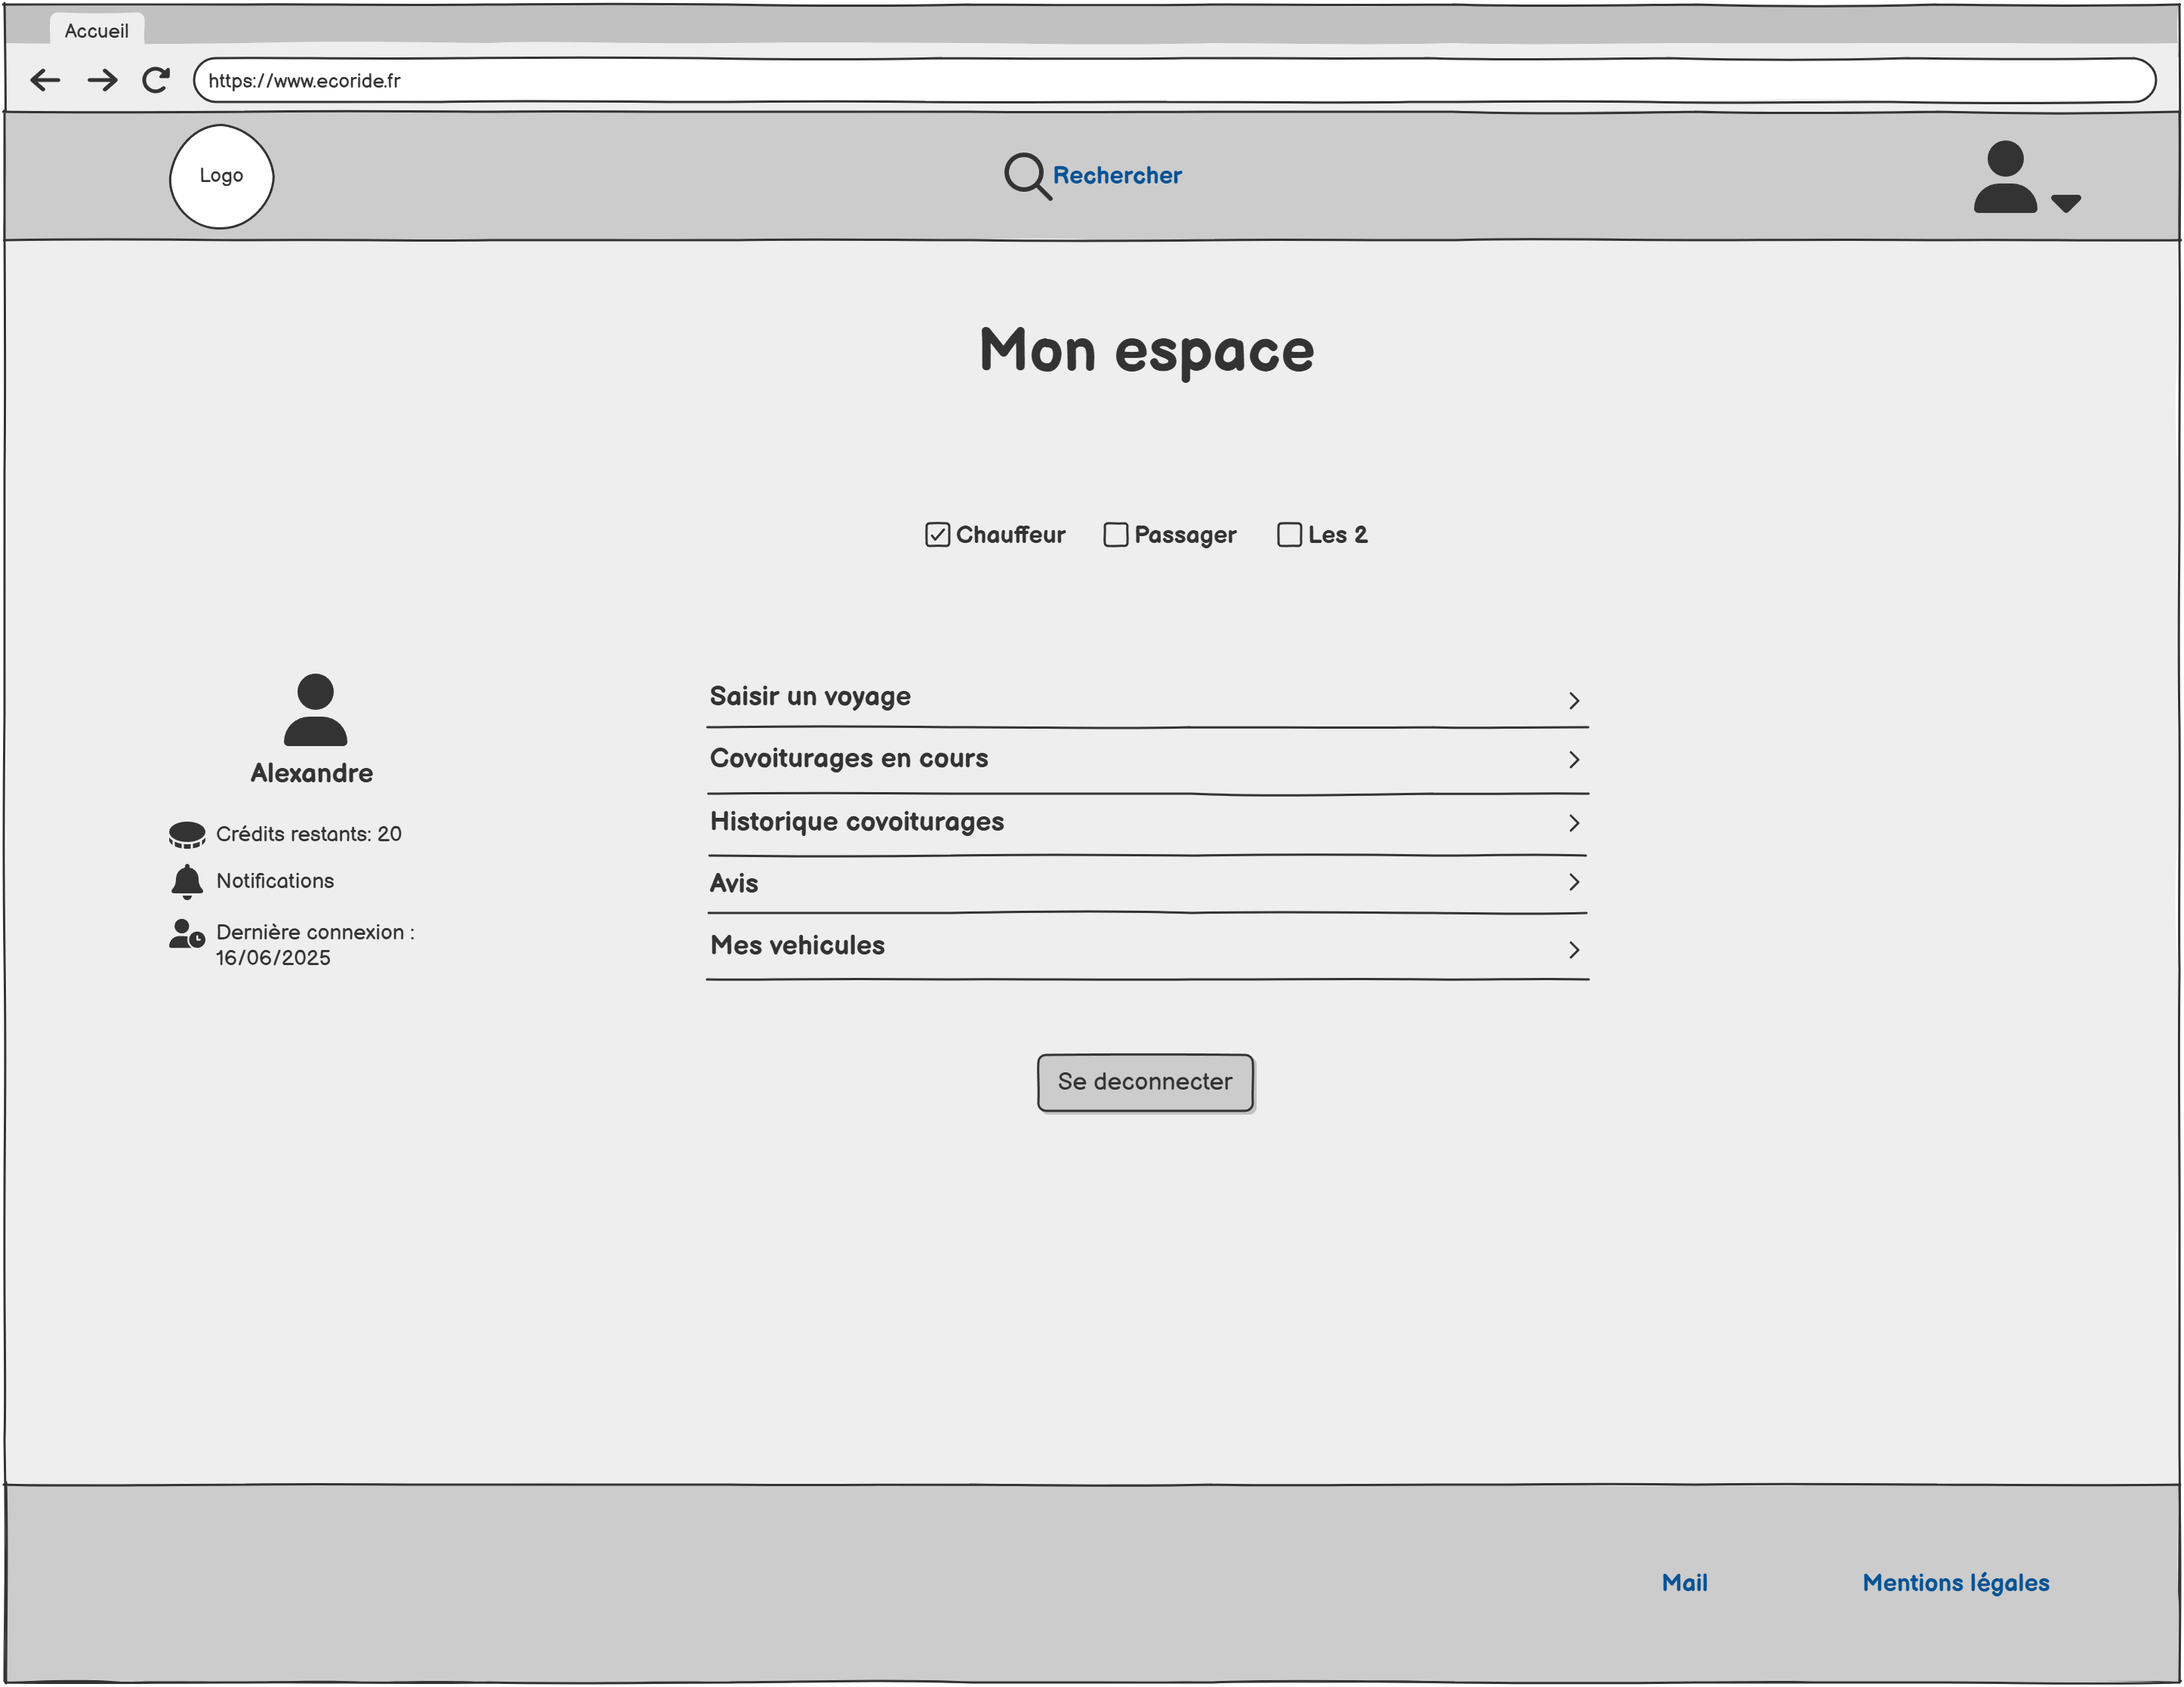 Accueil
https://www.ecoride.fr
Logo
Rechercher
Mon espace
Chauffeur Passager Les 2
Alexandre
Crédits restants: 20
Notifications
Dernière connexion :
16/06/2025
Saisir un voyage
Covoiturages en cours
Historique covoiturages
Avis
Mes vehicules
Se deconnecter
Mail Mentions légales